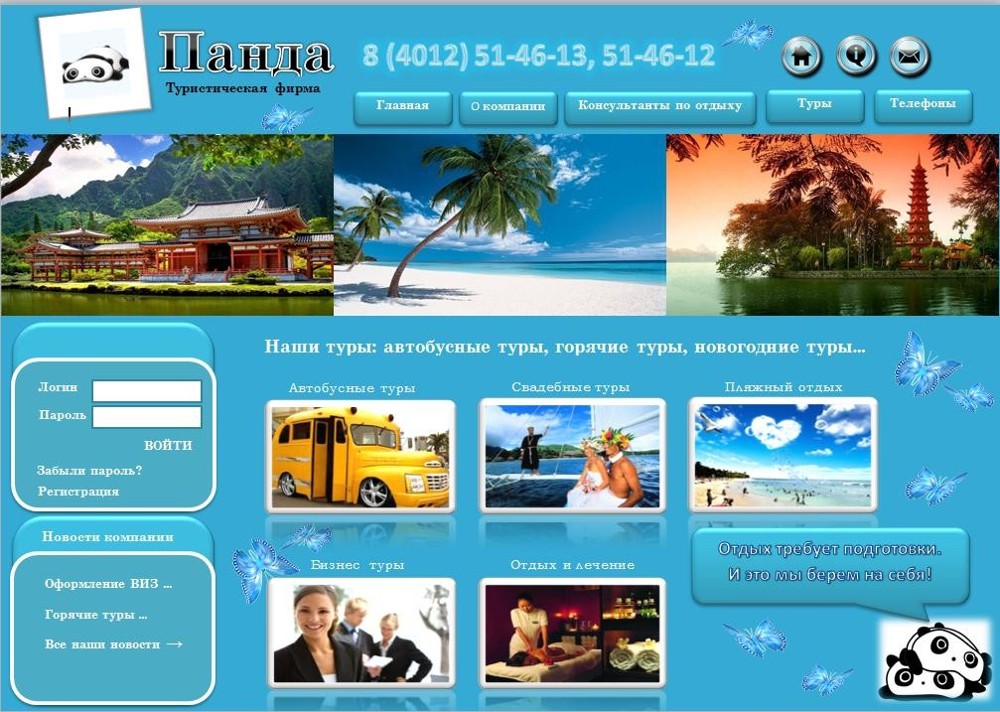 Панда
Туристическая фирма
8 (4012) 51-46-13, 51-46-12
Главная
О компании
Консультанты по отдыху
Туры
Телефоны
Наши туры: автобусные туры, горячие туры, новогодние туры...
Логин
Пароль
ВОЙТИ
Забыли пароль?
Регистрация
Автобусные туры
Свадебные туры
Пляжный отдых
Новости компании
Оформление ВИЗ ...
Горячие туры ...
Все наши новости →
Бизнес туры
Отдых и лечение
Отдых требует подготовки.
И это мы берем на себя!